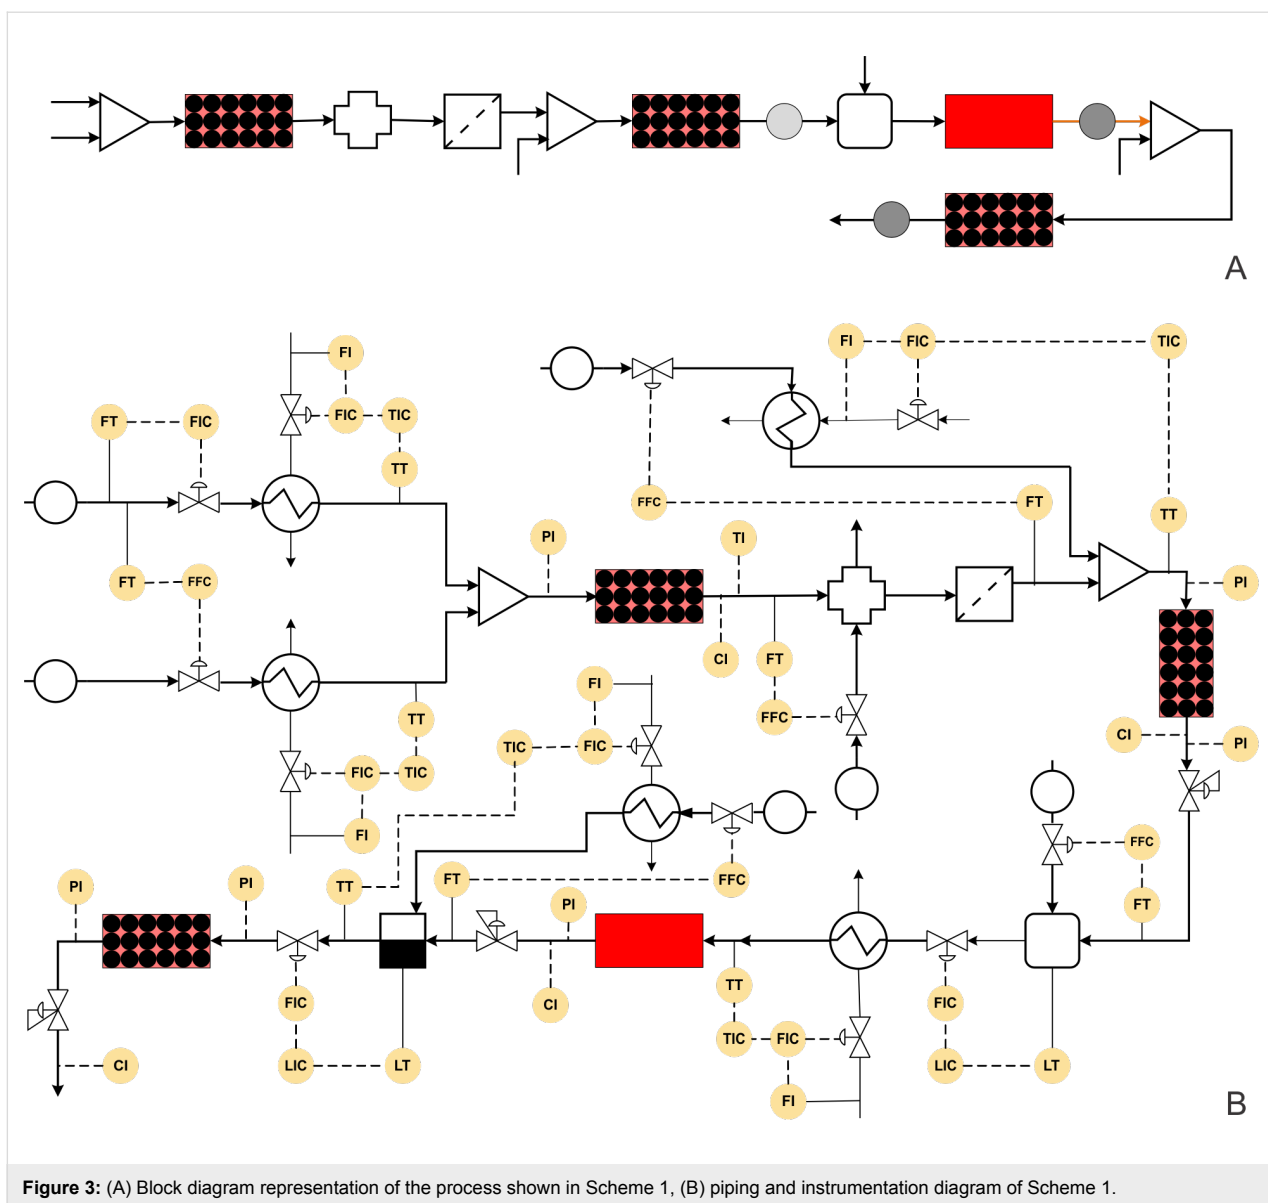 A
FI
FIC
TIC
FI
FT
FIC
FIC
TIC
TT
FFC
FT
TT
PI
TI
FT
FFC
PI
CI
FT
FI
TT
FFC
CI
PI
TIC
FIC
FIC
TIC
FI
FFC
PI
PI
TT
FT
FFC
PI
FT
TT
CI
FIC
FIC
TIC
FIC
CI
LIC
LT
LIC
LT
FI
B
Figure 3: (A) Block diagram representation of the process shown in Scheme 1, (B) piping and instrumentation diagram of Scheme 1.